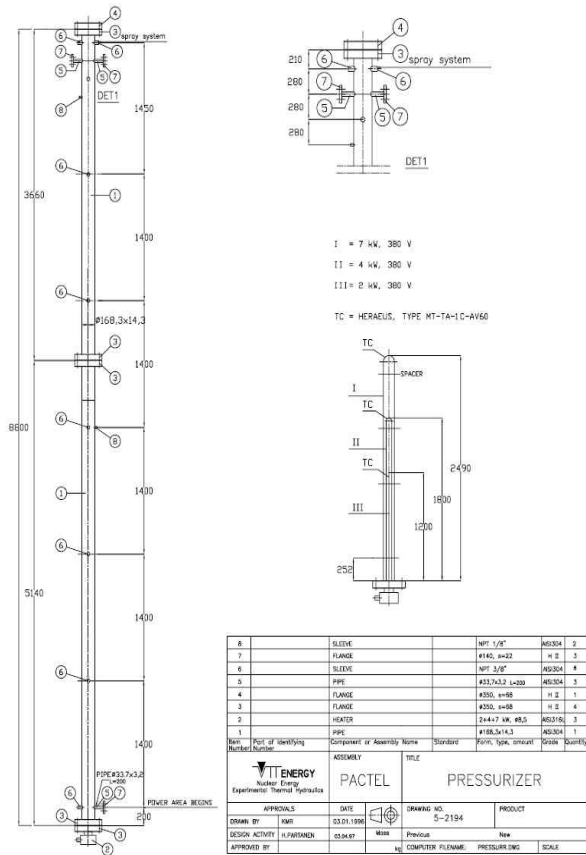 4
3
6
6
spray system
7
5
5
7
DET1
8
1450
6
3660
1
1400
6
Ø168,3x14,3
1400
3
3
8800
6
8
1400
1
6
1400
5140
6
1400
PIPEØ33.7x3,2
L=200
6
5
7
POWER AREA BEGINS
200
3
3
2
4
3
210
6
spray system
6
280
7
7
5
5
280
280
DET1
I = 7 kW, 380 V
II = 4 kW, 380 V
III= 2 kW, 380 V
TC = HERAEUS, TYPE MT-TA-1C-AV60
TC
SPACER
I
TC
II
TC
2490
1800
1200
III
252
8 SLEEVE NPT 1/8" AISI304 2
7 FLANGE Ø140, s=22 H II 3
6 SLEEVE NPT 3/8" AISI304 8
5 PIPE Ø33,7x3,2 L=200 AISI304 3
4 FLANGE Ø350, s=68 H II 1
3 FLANGE Ø350, s=68 H II 4
2 HEATER 2+4+7 kW, Ø8,5 AISI316L 3
1 PIPE Ø168,3x14,3 AISI304 1
Item Number Part of Identifying Number Component or Assembly Name Standard Form, type, amount Grade Quantity
VTT ENERGY
Nuclear Energy
Experimental Thermal Hydraulics
ASSEMBLY
PACTEL
TITLE
PRESSURIZER
APPROVALS DATE DRAWING NO. PRODUCT
5-2194
DRAWN BY KMR 03.01.1996
DESIGN ACTIVITY H.PARTANEN 03.04.97 Mass Previous New
APPROVED BY kg COMPUTER FILENAME: PRESSURR.DWG SCALE